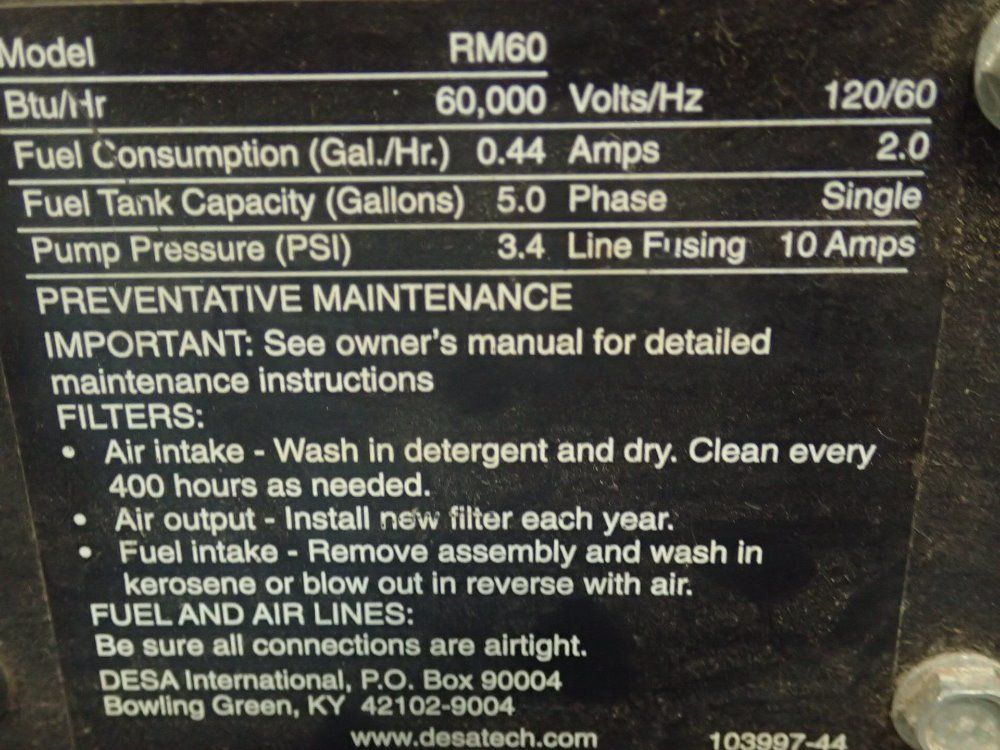 Model RM60
Btu/Hr 60,000 Volts/Hz 120/60
Fuel Consumption (Gal./Hr.) 0.44 Amps 2.0
Fuel Tank Capacity (Gallons) 5.0 Phase Single
Pump Pressure (PSI) 3.4 Line Fusing 10 Amps
PREVENTATIVE MAINTENANCE
IMPORTANT: See owner's manual for detailed
maintenance instructions
FILTERS:
• Air intake - Wash in detergent and dry. Clean every
400 hours as needed.
• Air output - Install new filter each year.
• Fuel intake - Remove assembly and wash in
kerosene or blow out in reverse with air.
FUEL AND AIR LINES:
Be sure all connections are airtight.
DESA International, P.O. Box 90004
Bowling Green, KY 42102-9004
www.desatech.com 103997-44